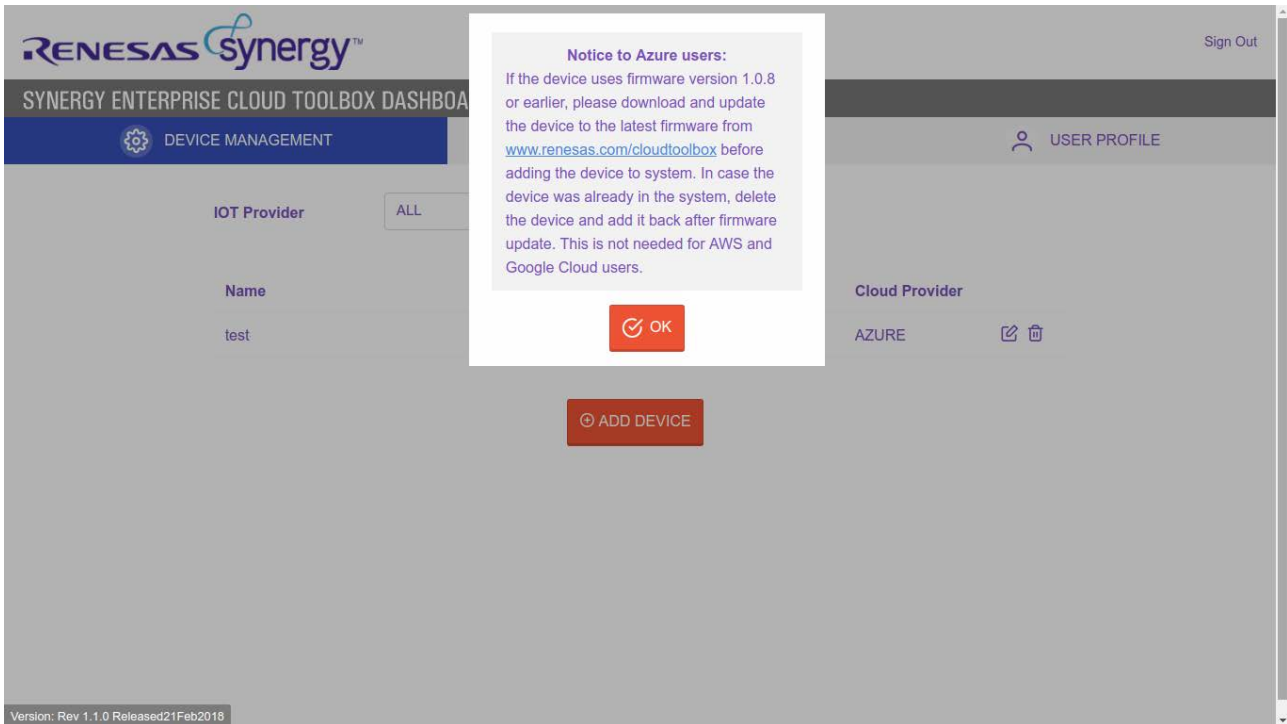 RENESAS synergy™
Sign Out
SYNERGY ENTERPRISE CLOUD TOOLBOX DASHBOA
DEVICE MANAGEMENT
USER PROFILE
IOT Provider
ALL
Name
Cloud Provider
test
AZURE
Notice to Azure users:
If the device uses firmware version 1.0.8
or earlier, please download and update
the device to the latest firmware from
www.renesas.com/cloudtoolbox before
adding the device to system. In case the
device was already in the system, delete
the device and add it back after firmware
update. This is not needed for AWS and
Google Cloud users.
OK
ADD DEVICE
Version: Rev 1.1.0 Released21Feb2018